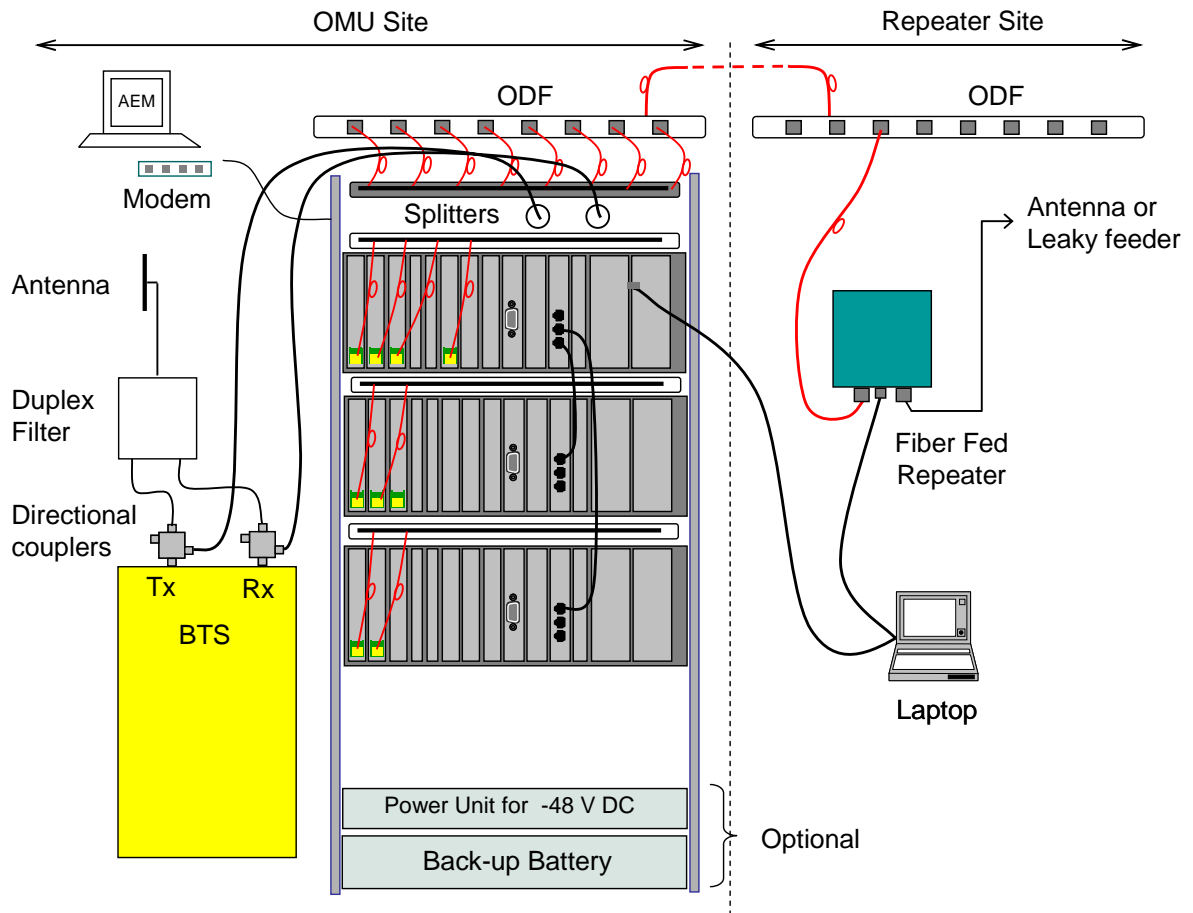 OMU Site
Repeater Site
AEM
ODF
ODF
Modem
Splitters
Antenna or
Leaky feeder
Antenna
Duplex
Filter
Fiber Fed
Repeater
Directional
couplers
Tx
Rx
BTS
Laptop
Power Unit for -48 V DC
Optional
Back-up Battery